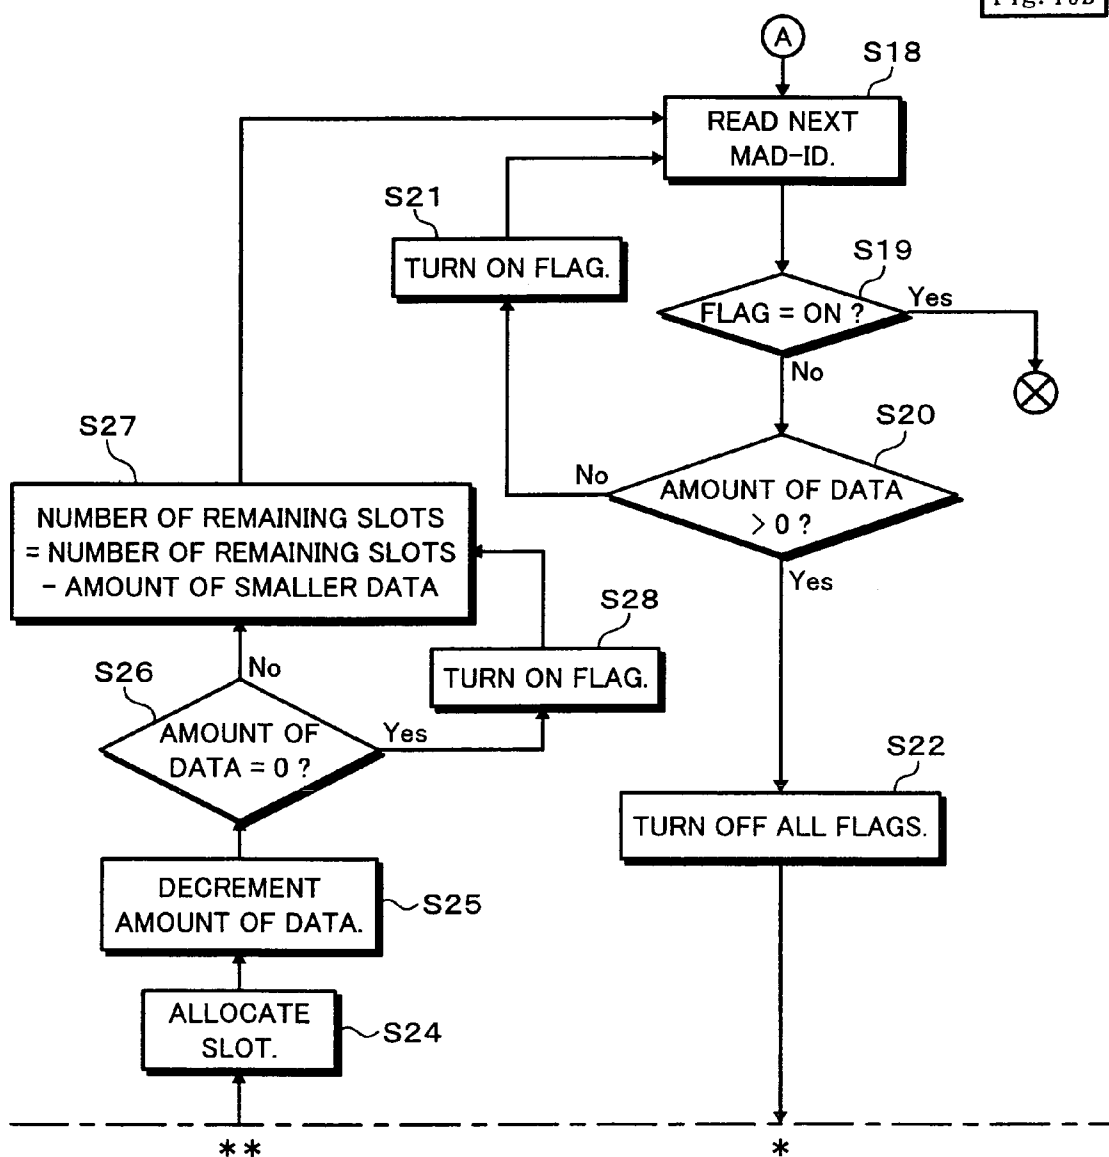 A
S18
READ NEXT
MAD-ID.
S21
TURN ON FLAG.
S19
FLAG = ON ?
Yes
No
S27
S20
No
AMOUNT OF DATA
> 0 ?
NUMBER OF REMAINING SLOTS
= NUMBER OF REMAINING SLOTS
- AMOUNT OF SMALLER DATA
Yes
S28
S26
No
TURN ON FLAG.
AMOUNT OF
DATA = 0 ?
Yes
S22
TURN OFF ALL FLAGS.
DECREMENT
AMOUNT OF DATA.
S25
ALLOCATE
SLOT.
S24
**
*